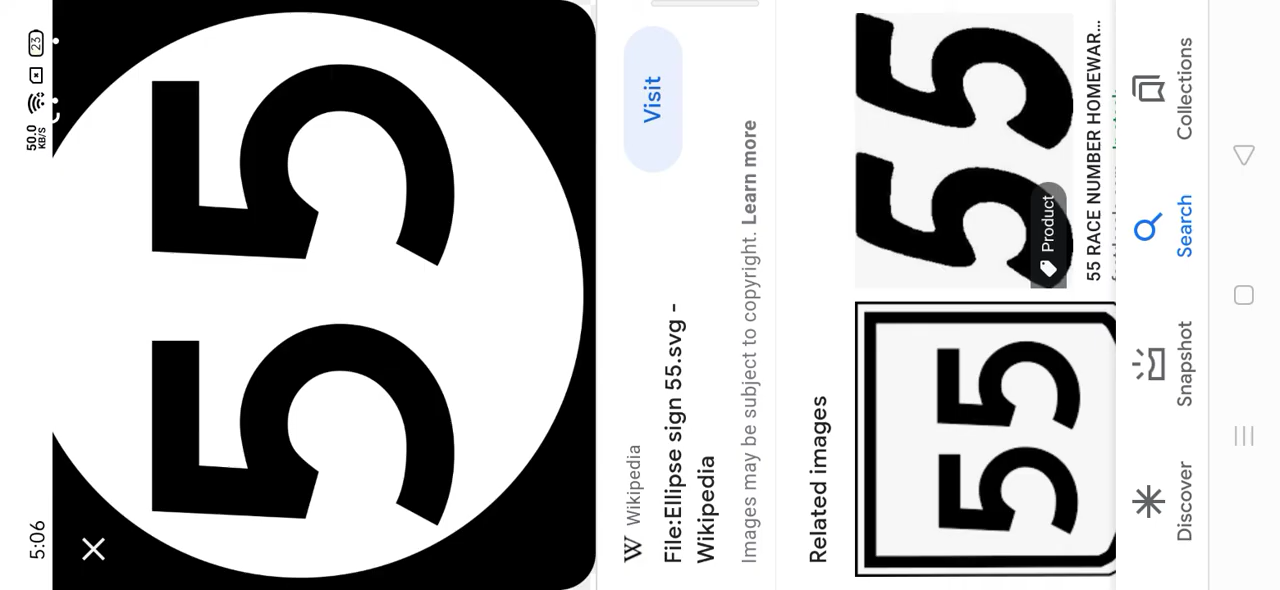 5:06
50.0
KB/S
23
55
Visit
W Wikipedia
File:Ellipse sign 55.svg -
Wikipedia
Images may be subject to copyright. Learn more
Related images
55
55
Product
55 RACE NUMBER HOMEWAR...
Discover
Snapshot
Search
Collections